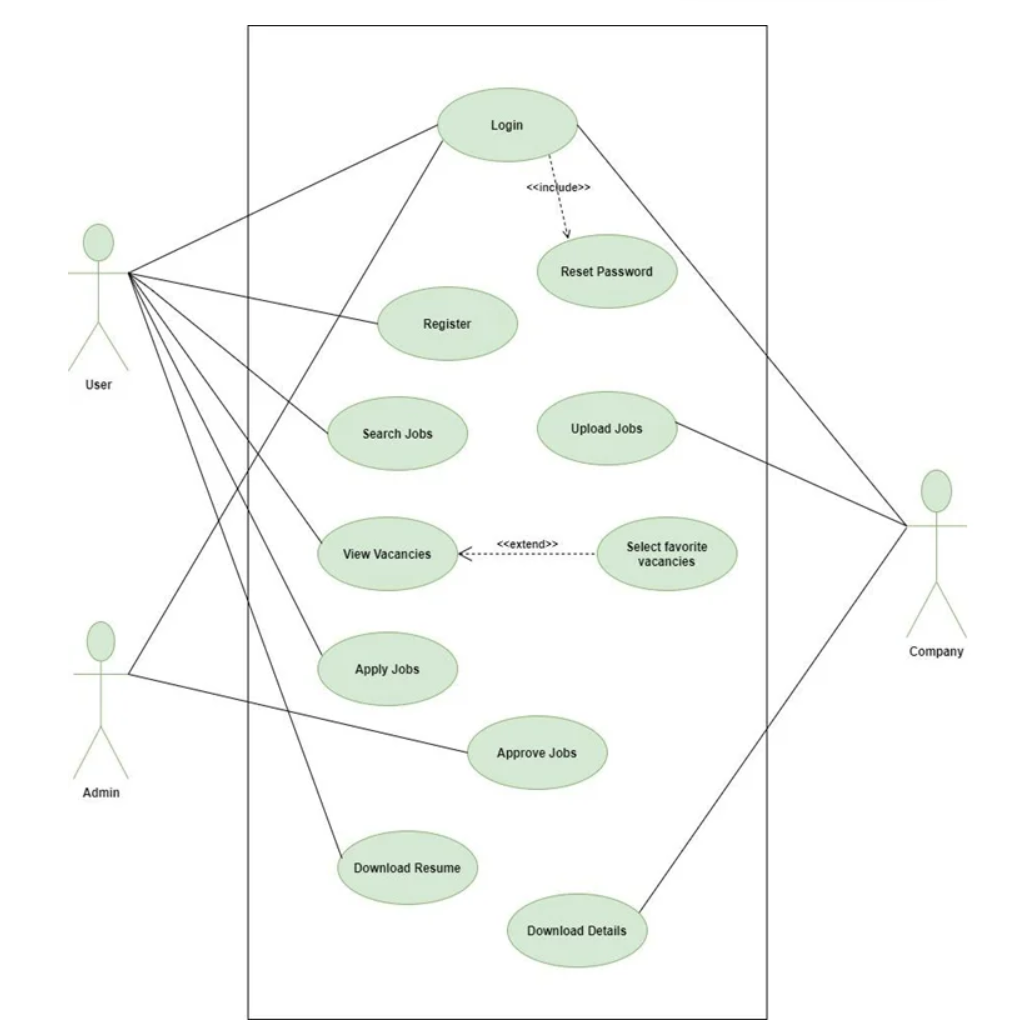 Login
<<include>>
Reset Password
Register
User
Search Jobs
Upload Jobs
View Vacancies
<<extend>>
Select favorite
vacancies
Company
Apply Jobs
Approve Jobs
Admin
Download Resume
Download Details